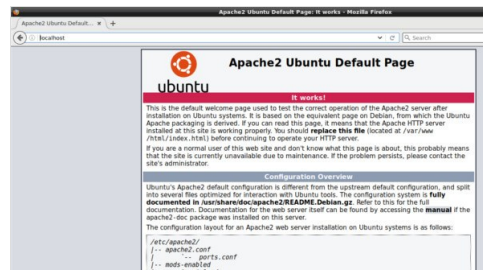 Apache2 Ubuntu Default Page: It works - Mozilla Firefox
Apache2 Ubuntu Default ... × +
localhost
Search
Apache2 Ubuntu Default Page
ubuntu
It works!
This is the default welcome page used to test the correct operation of the Apache2 server after
installation on Ubuntu systems. It is based on the equivalent page on Debian, from which the Ubuntu
Apache packaging is derived. If you can read this page, it means that the Apache HTTP server
installed at this site is working properly. You should replace this file (located at /var/www
/html/index.html) before continuing to operate your HTTP server.
If you are a normal user of this web site and don't know what this page is about, this probably means
that the site is currently unavailable due to maintenance. If the problem persists, please contact the
site's administrator.
Configuration Overview
Ubuntu's Apache2 default configuration is different from the upstream default configuration, and split
into several files optimized for interaction with Ubuntu tools. The configuration system is fully
documented in /usr/share/doc/apache2/README.Debian.gz. Refer to this for the full
documentation. Documentation for the web server itself can be found by accessing the manual if the
apache2-doc package was installed on this server.
The configuration layout for an Apache2 web server installation on Ubuntu systems is as follows:
/etc/apache2/
|-- apache2.conf
|       `--  ports.conf
|-- mods-enabled